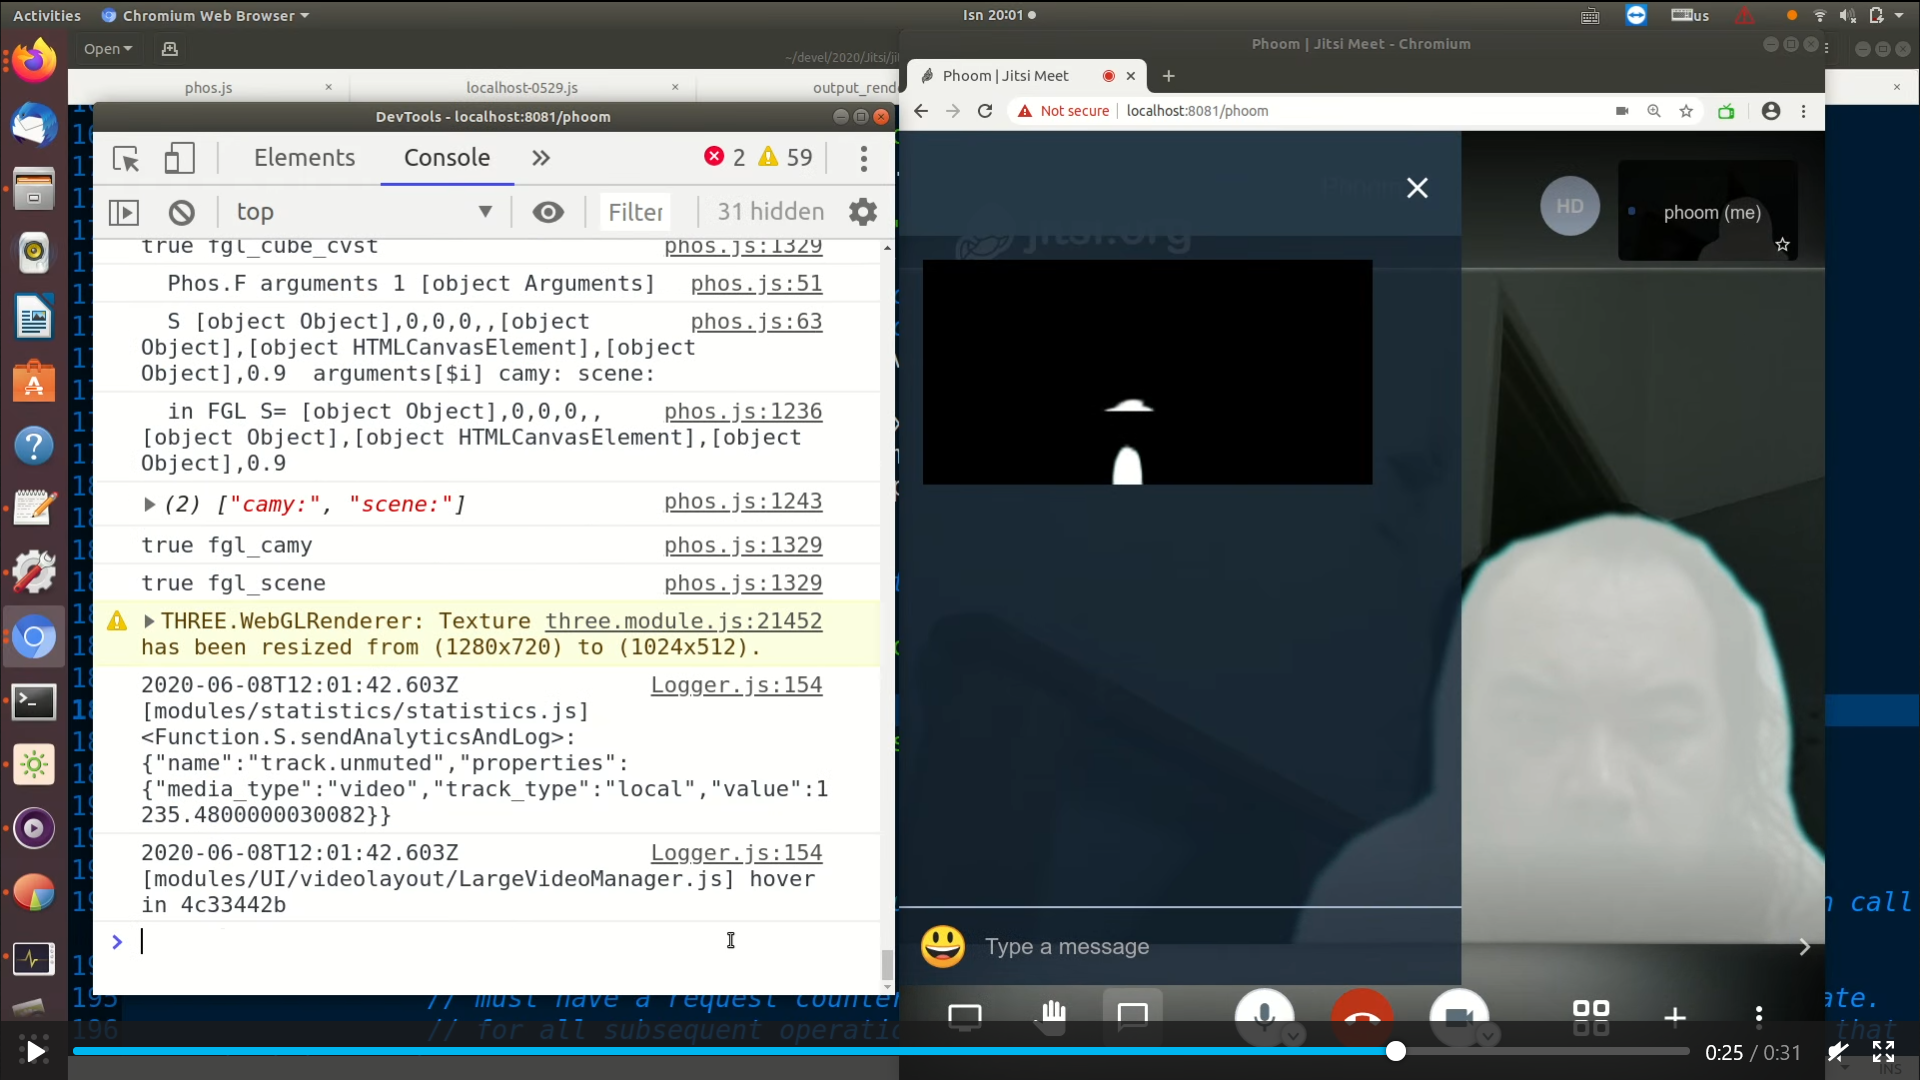 Activities
Chromium Web Browser
Isn 20:01
us
Open
~/devel/2020/Jitsi/ji
Phoom | Jitsi Meet - Chromium
phos.js ×
localhost-0529.js ×
output_rend
×
Phoom | Jitsi Meet ×
Not secure | localhost:8081/phoom
DevTools - localhost:8081/phoom
Elements Console » 2 59
top Filter 31 hidden
true fgl_cube_cvst phos.js:1329
Phos.F arguments 1 [object Arguments] phos.js:51
S [object Object],0,0,0,,[object phos.js:63
Object],[object HTMLCanvasElement],[object
Object],0.9 arguments[$i] camy: scene:
in FGL S= [object Object],0,0,0,, phos.js:1236
[object Object],[object HTMLCanvasElement],[object
Object],0.9
(2) ["camy:", "scene:"] phos.js:1243
true fgl_camy phos.js:1329
true fgl_scene phos.js:1329
THREE.WebGLRenderer: Texture three.module.js:21452
has been resized from (1280x720) to (1024x512).
2020-06-08T12:01:42.603Z Logger.js:154
[modules/statistics/statistics.js]
<Function.S.sendAnalyticsAndLog>:
{"name":"track.unmuted","properties":
{"media_type":"video","track_type":"local","value":1
235.4800000030082}}
2020-06-08T12:01:42.603Z Logger.js:154
[modules/UI/videolayout/LargeVideoManager.js] hover
in 4c33442b
>
jitsi.org
HD
phoom (me)
Type a message
n call
195 // must have a request counter
ate.
196 // for all subsequent operatio
that
0:25 / 0:31
INS